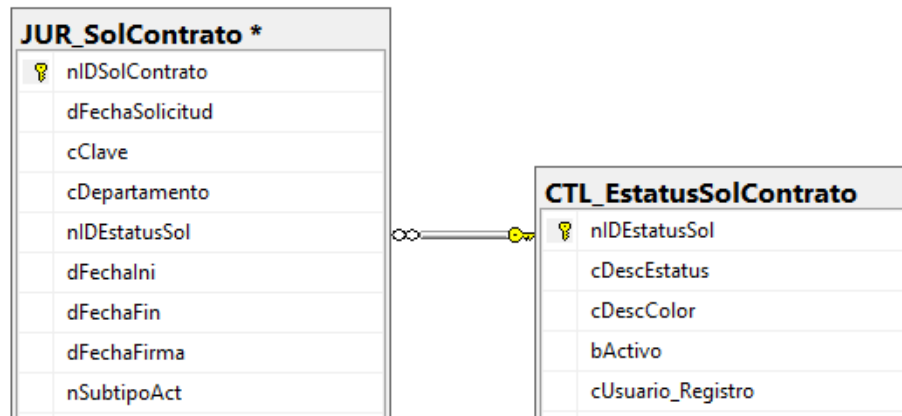 JUR_SolContrato *
nIDSolContrato
dFechaSolicitud
cClave
cDepartamento
nIDEstatusSol
dFechaIni
dFechaFin
dFechaFirma
nSubtipoAct
CTL_EstatusSolContrato
nIDEstatusSol
cDescEstatus
cDescColor
bActivo
cUsuario_Registro